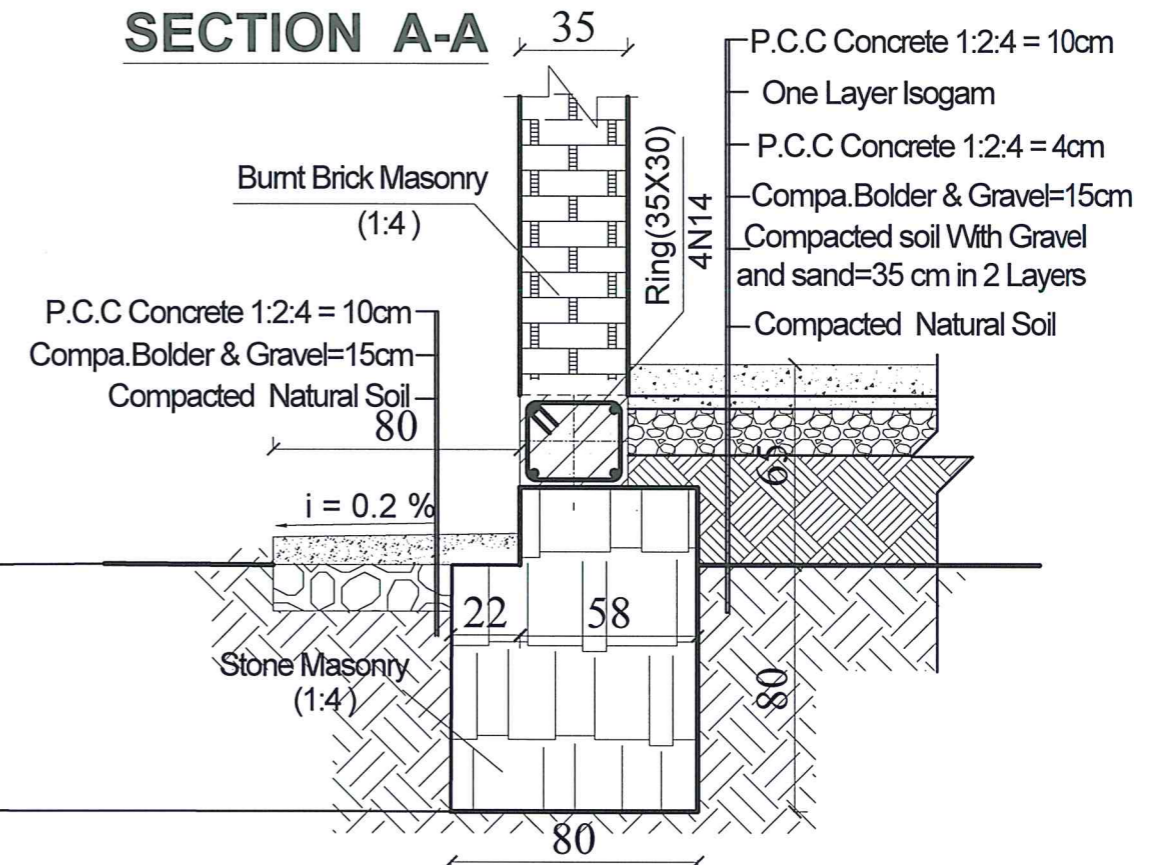 SECTION A-A
35
P.C.C Concrete 1:2:4 = 10cm
One Layer Isogam
P.C.C Concrete 1:2:4 = 4cm
Compa.Bolder & Gravel=15cm
Compacted soil With Gravel
and sand=35 cm in 2 Layers
Compacted Natural Soil
Burnt Brick Masonry
(1:4)
Ring(35X30)
4N14
P.C.C Concrete 1:2:4 = 10cm
Compa.Bolder & Gravel=15cm
Compacted Natural Soil
80
65
i = 0.2 %
22
58
Stone Masonry
(1:4)
80
80